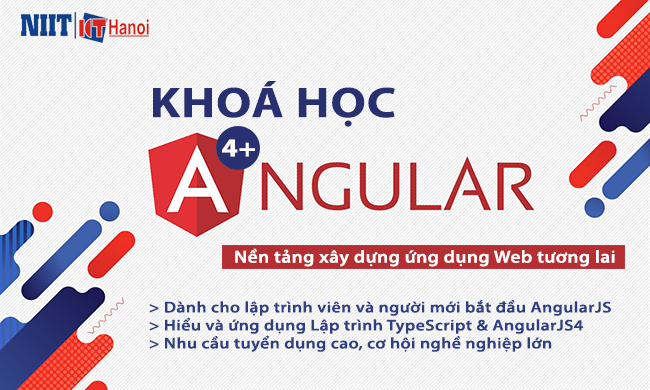 NIIT ICT Hanoi
KHOÁ HỌC
4+
ANGULAR
Nền tảng xây dựng ứng dụng Web tương lai
> Dành cho lập trình viên và người mới bắt đầu AngularJS
> Hiểu và ứng dụng Lập trình TypeScript & AngularJS4
> Nhu cầu tuyển dụng cao, cơ hội nghề nghiệp lớn